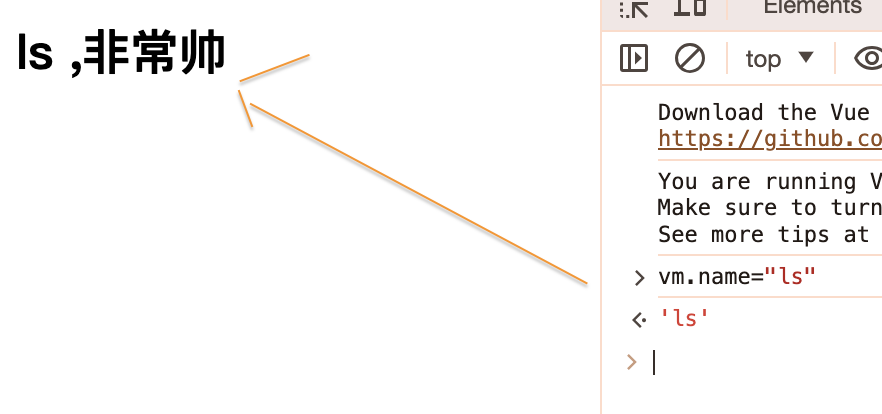 ls ,非常帅
Elements
top
Download the Vue
https://github.co
You are running V
Make sure to turn
See more tips at
vm.name="ls"
'ls'